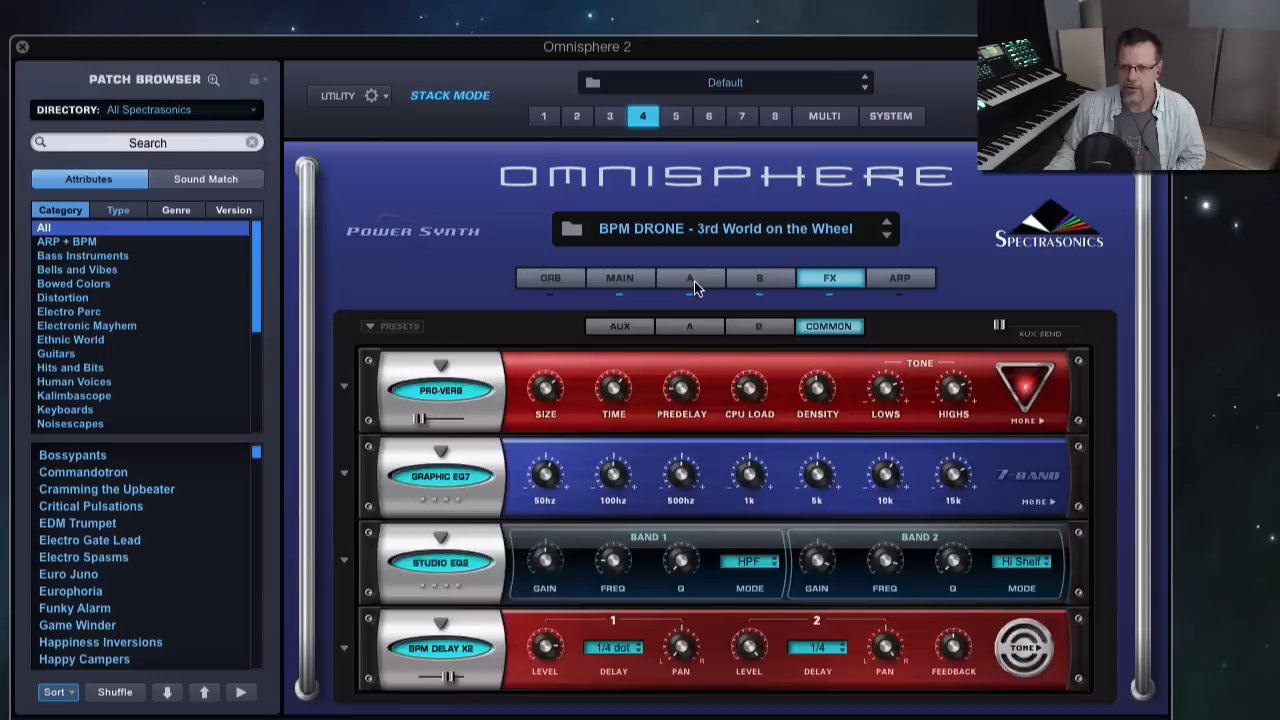 Omnisphere 2
PATCH BROWSER
DIRECTORY: All Spectrasonics
Search
Attributes
Sound Match
Category
Type
Genre
Version
All
ARP + BPM
Bass Instruments
Bells and Vibes
Bowed Colors
Distortion
Electro Perc
Electronic Mayhem
Ethnic World
Guitars
Hits and Bits
Human Voices
Kalimbascope
Keyboards
Noisescapes
Bossypants
Commandotron
Cramming the Upbeater
Critical Pulsations
EDM Trumpet
Electro Gate Lead
Electro Spasms
Euro Juno
Europhoria
Funky Alarm
Game Winder
Happiness Inversions
Happy Campers
Sort
Shuffle
UTILITY
STACK MODE
Default
1 2 3 4 5 6 7 8 MULTI SYSTEM
OMNISPHERE
POWER SYNTH
BPM DRONE - 3rd World on the Wheel
SPECTRASONICS
ORB MAIN A B FX ARP
PRESETS
AUX A B COMMON
AUX SEND
PRO-VERB
SIZE TIME PREDELAY CPU LOAD DENSITY
TONE
LOWS HIGHS
MORE
GRAPHIC EQ7
50hz 100hz 500hz 1k 5k 10k 15k
7-BAND
MORE
STUDIO EQ2
BAND 1
GAIN FREQ Q
HPF
MODE
BAND 2
GAIN FREQ Q
Hi Shelf
MODE
BPM DELAY X2
1
LEVEL
1/4 dot
DELAY
L R
PAN
2
LEVEL
1/4
DELAY
L R
PAN
FEEDBACK
TONE